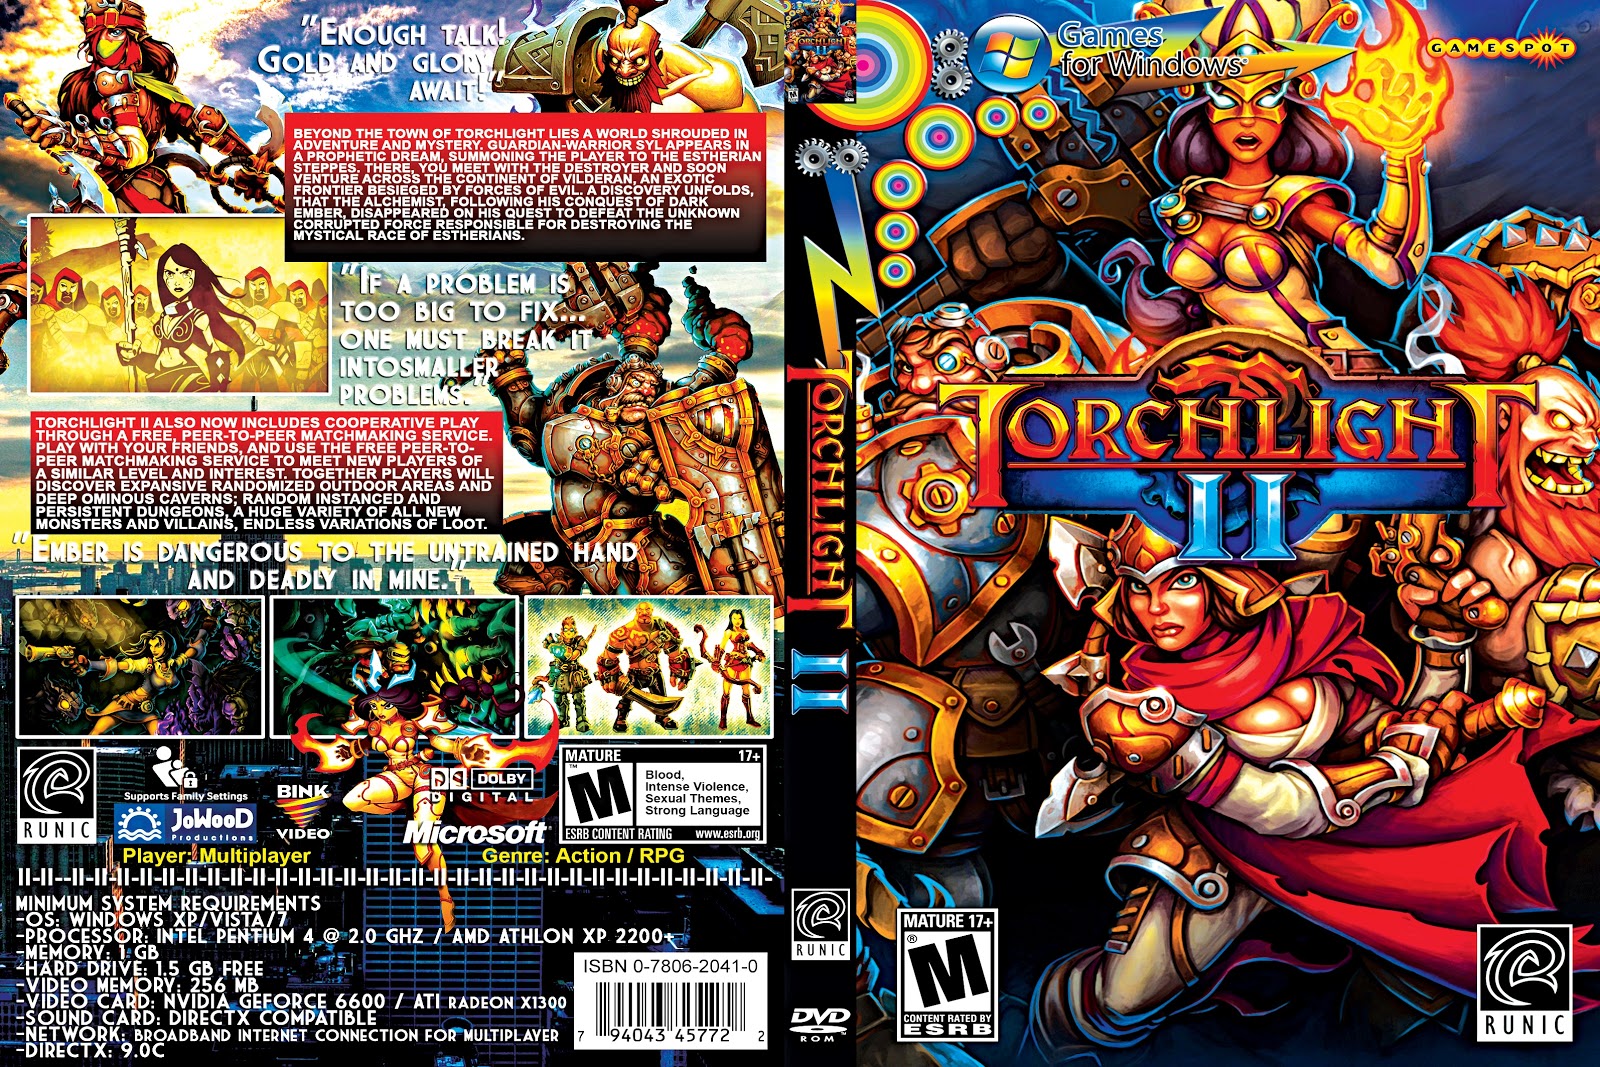 "Enough talk!
Gold and glory
await!"
BEYOND THE TOWN OF TORCHLIGHT LIES A WORLD SHROUDED IN
ADVENTURE AND MYSTERY. GUARDIAN-WARRIOR SYL APPEARS IN
A PROPHETIC DREAM, SUMMONING THE PLAYER TO THE ESTHERIAN
STEPPES. THERE, YOU MEET WITH THE DESTROYER AND SOON
VENTURE ACROSS THE CONTINENT OF VILDERAN, AN EXOTIC
FRONTIER BESIEGED BY FORCES OF EVIL. A DISCOVERY UNFOLDS,
THAT THE ALCHEMIST, FOLLOWING HIS CONQUEST OF DARK
EMBER, DISAPPEARED ON HIS QUEST TO DEFEAT THE UNKNOWN
CORRUPTED FORCE RESPONSIBLE FOR DESTROYING THE
MYSTICAL RACE OF ESTHERIANS.
"If a problem is
too big to fix...
one must break it
intosmaller
problems."
TORCHLIGHT II ALSO NOW INCLUDES COOPERATIVE PLAY
THROUGH A FREE, PEER-TO-PEER MATCHMAKING SERVICE.
PLAY WITH YOUR FRIENDS, AND USE THE FREE PEER-TO-
PEER MATCHMAKING SERVICE TO MEET NEW PLAYERS OF
A SIMILAR LEVEL AND INTEREST. TOGETHER PLAYERS WILL
DISCOVER EXPANSIVE RANDOMIZED OUTDOOR AREAS AND
DEEP OMINOUS CAVERNS; RANDOM INSTANCED AND
PERSISTENT DUNGEONS, A HUGE VARIETY OF ALL NEW
MONSTERS AND VILLAINS, ENDLESS VARIATIONS OF LOOT.
"Ember is dangerous to the untrained hand
and deadly in mine."
RUNIC
Supports Family Settings
JoWooD
Productions
BINK
VIDEO
DOLBY
DIGITAL
Microsoft
MATURE 17+
M
Blood,
Intense Violence,
Sexual Themes,
Strong Language
ESRB CONTENT RATING www.esrb.org
Player: Multiplayer
Genre: Action / RPG
MINIMUM SYSTEM REQUIREMENTS
-OS: WINDOWS XP/VISTA/7
-PROCESSOR: INTEL PENTIUM 4 @ 2.0 GHZ / AMD ATHLON XP 2200+
-MEMORY: 1 GB
-HARD DRIVE: 1.5 GB FREE
-VIDEO MEMORY: 256 MB
-VIDEO CARD: NVIDIA GEFORCE 6600 / ATI RADEON X1300
-SOUND CARD: DIRECTX COMPATIBLE
-NETWORK: BROADBAND INTERNET CONNECTION FOR MULTIPLAYER
-DIRECTX: 9.0C
ISBN 0-7806-2041-0
7 94043 45772 2
TORCHLIGHT
II
TORCHLIGHT II
RUNIC
DVD
ROM
Games
for Windows
GAMESPOT
TORCHLIGHT
II
MATURE 17+
M
CONTENT RATED BY
ESRB
RUNIC